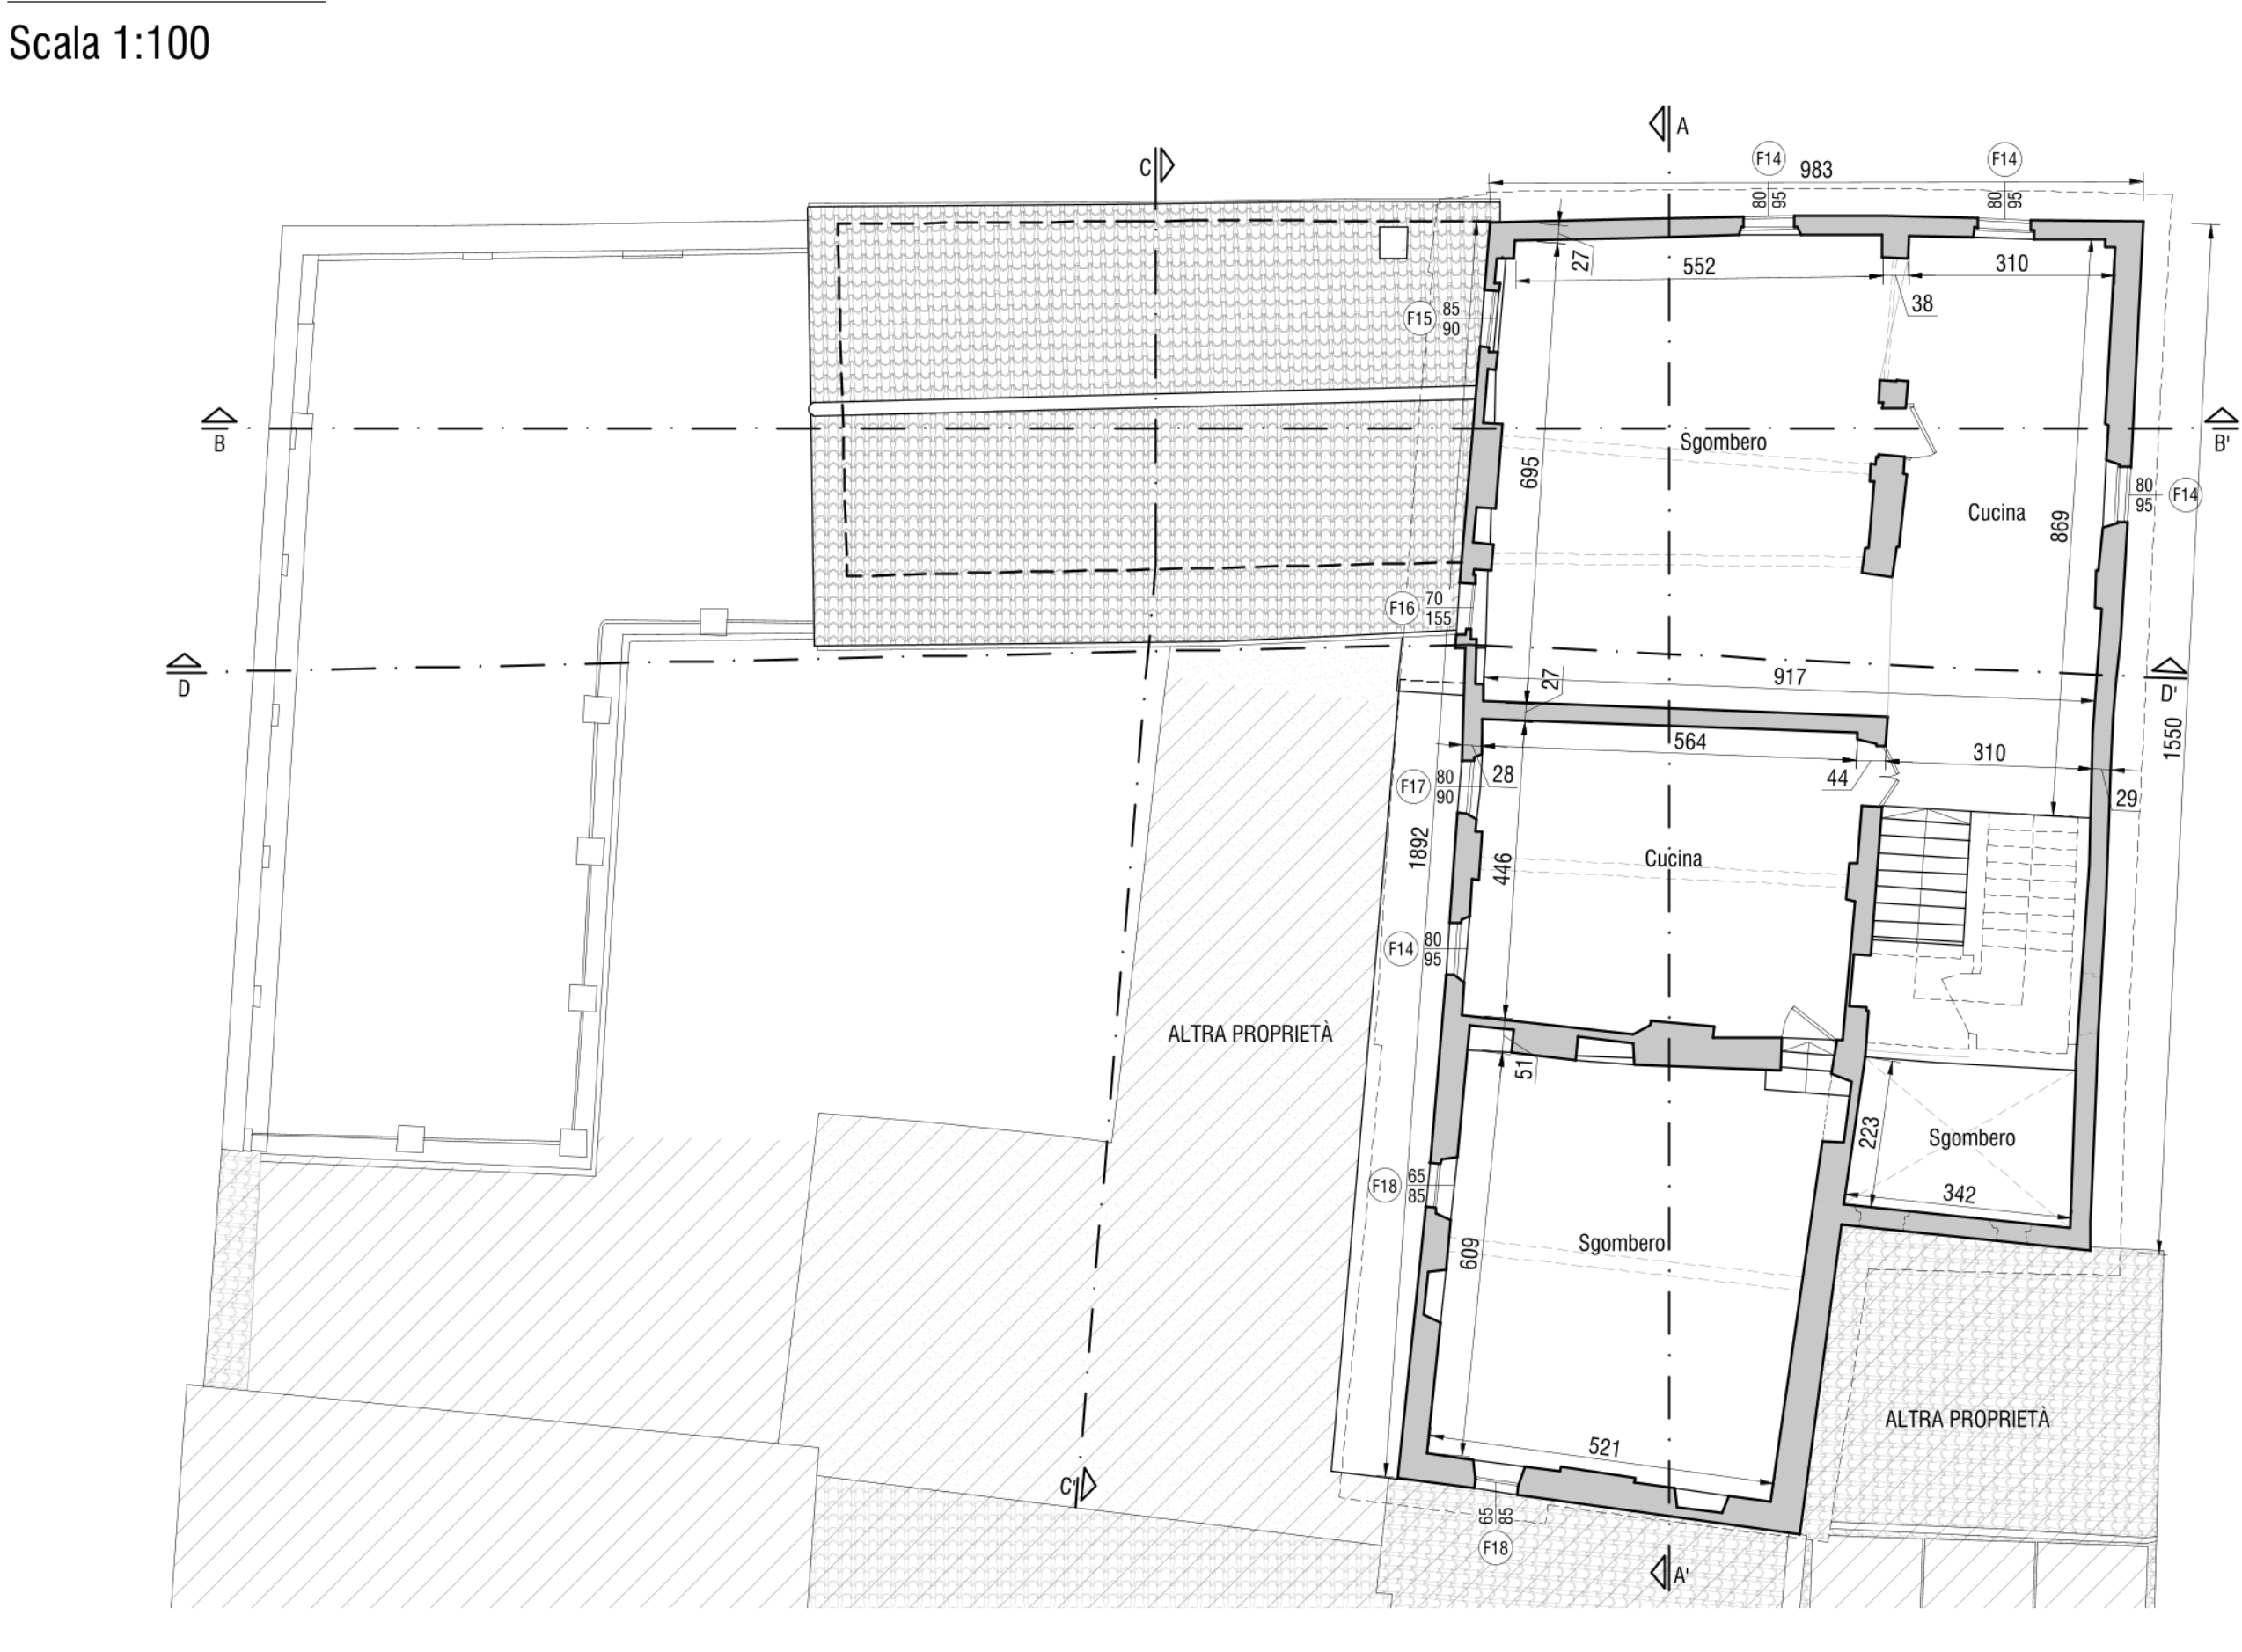 Scala 1:100
A
C
F14
983
F14
80
95
80
95
27
552
310
38
F15
85
90
B
Sgombero
B'
695
80
95
F14
Cucina
869
F16
70
155
D
27
917
D'
1550
564
310
F17
80
90
28
44
29
1892
446
Cucina
F14
80
95
ALTRA PROPRIETÀ
51
223
Sgombero
F18
65
85
342
609
Sgombero
ALTRA PROPRIETÀ
521
C'
65
85
F18
A'